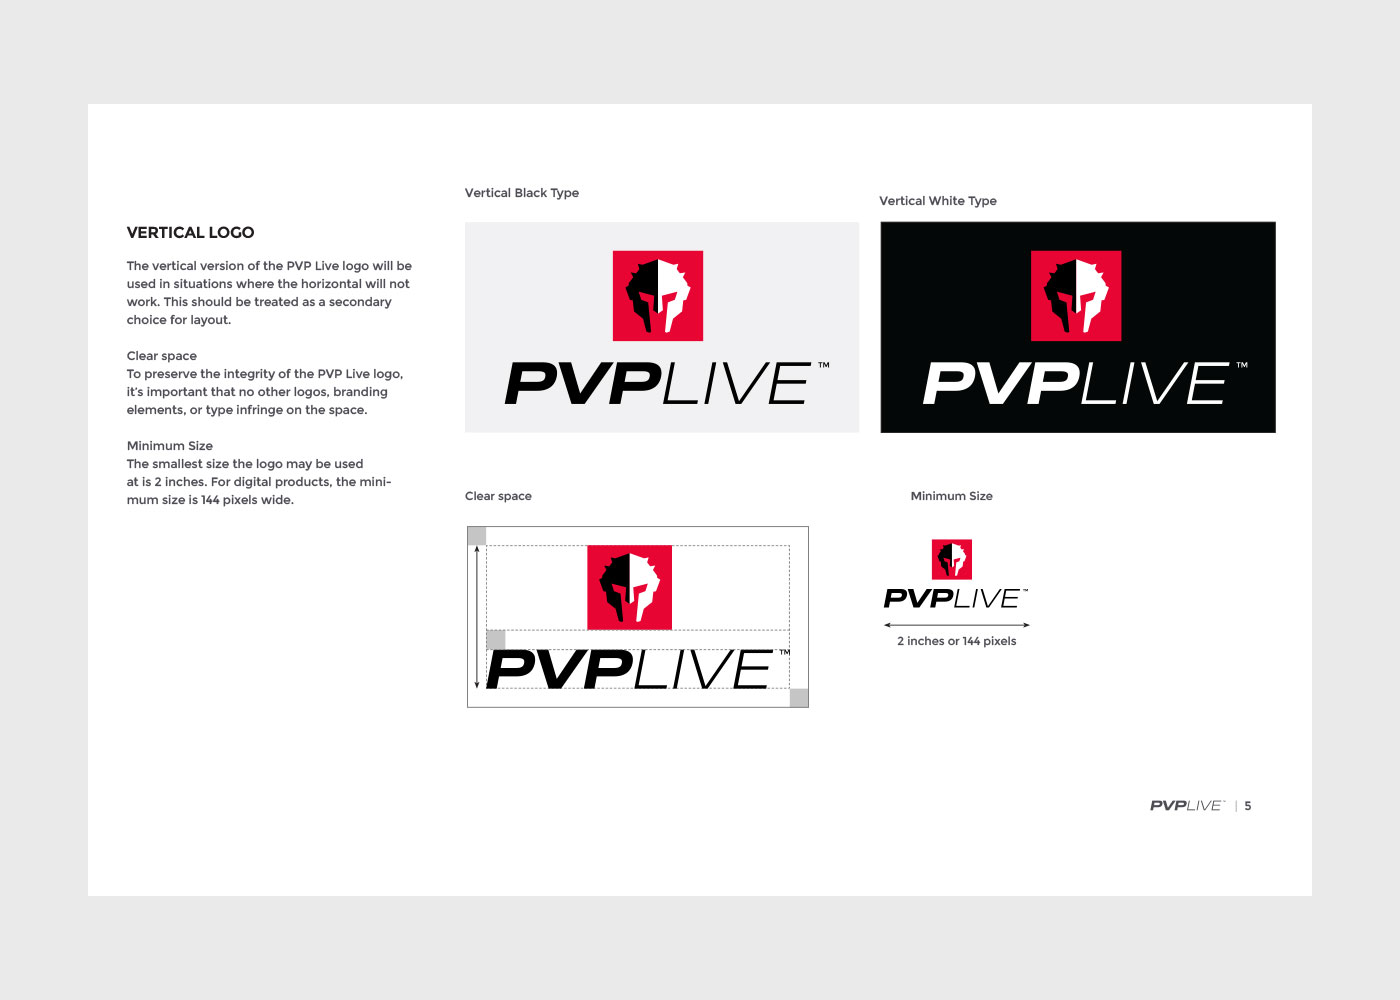 VERTICAL LOGO
The vertical version of the PVP Live logo will be
used in situations where the horizontal will not
work. This should be treated as a secondary
choice for layout.
Clear space
To preserve the integrity of the PVP Live logo,
it's important that no other logos, branding
elements, or type infringe on the space.
Minimum Size
The smallest size the logo may be used
at is 2 inches. For digital products, the mini-
mum size is 144 pixels wide.
Vertical Black Type
PVPLIVE™
Vertical White Type
PVPLIVE™
Clear space
PVPLIVE™
Minimum Size
PVPLIVE™
2 inches or 144 pixels
PVPLIVE™ | 5